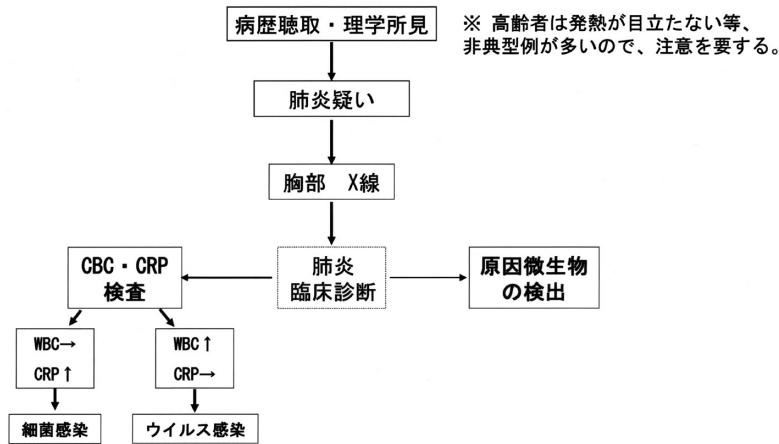 病歴聴取・理学所見
※ 高齢者は発熱が目立たない等、
非典型例が多いので、注意を要する。
肺炎疑い
胸部　X線
肺炎
臨床診断
CBC・CRP
検査
原因微生物
の検出
WBC→
CRP↑
WBC↑
CRP→
細菌感染
ウイルス感染